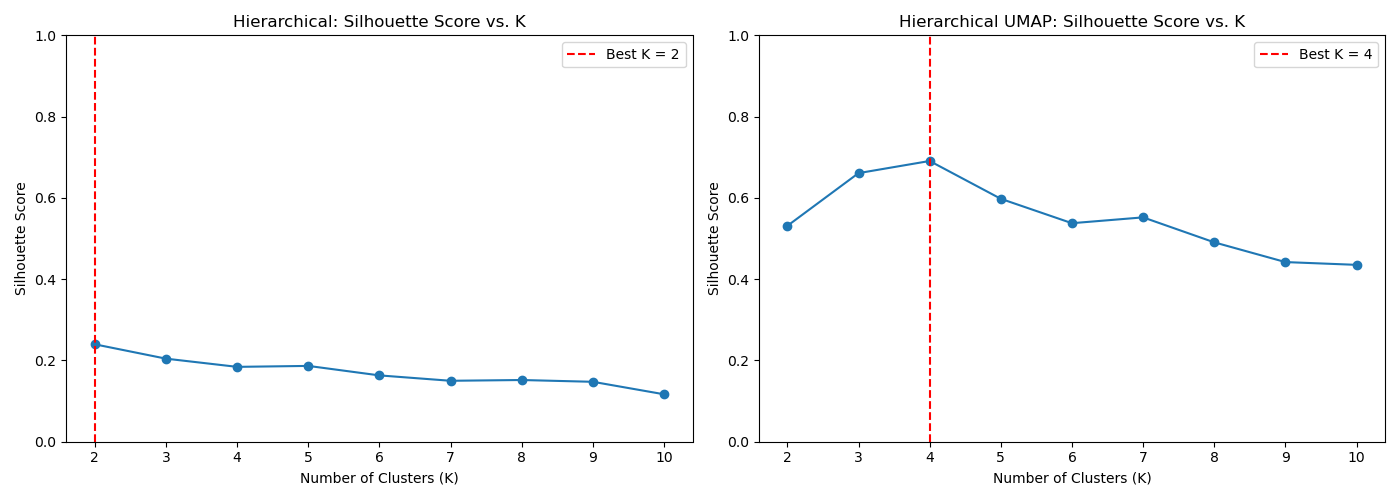 Hierarchical: Silhouette Score vs. K
Silhouette Score
1.0
0.8
0.6
0.4
0.2
0.0
Best K = 2
2 3 4 5 6 7 8 9 10
Number of Clusters (K)
Hierarchical UMAP: Silhouette Score vs. K
Silhouette Score
1.0
0.8
0.6
0.4
0.2
0.0
Best K = 4
2 3 4 5 6 7 8 9 10
Number of Clusters (K)